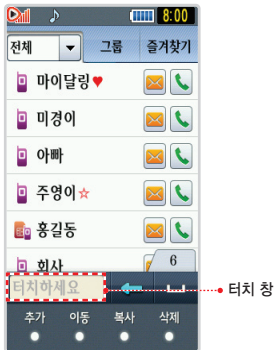 8:00
전체 그룹 즐겨찾기
마이달링♥
미경이
아빠
주영이☆
홍길동
회사 6
터치하세요 터치 창
추가 이동 복사 삭제